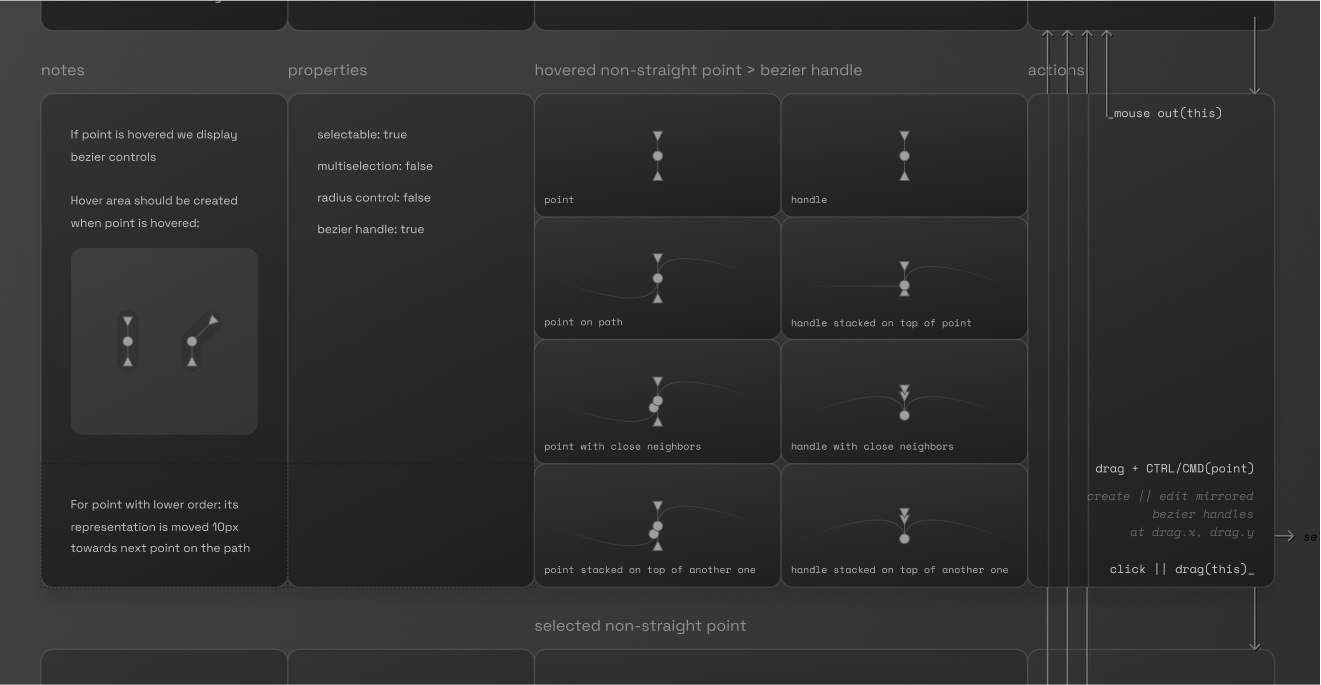 notes
properties
hovered non-straight point > bezier handle
actions
If point is hovered we display
bezier controls
Hover area should be created
when point is hovered:
For point with lower order: its
representation is moved 10px
towards next point on the path
selectable: true
multiselection: false
radius control: false
bezier handle: true
point
handle
point on path
handle stacked on top of point
point with close neighbors
handle with close neighbors
point stacked on top of another one
handle stacked on top of another one
_mouse out(this)
drag + CTRL/CMD(point)
create || edit mirrored
bezier handles
at drag.x, drag.y
click || drag(this)_
selected non-straight point